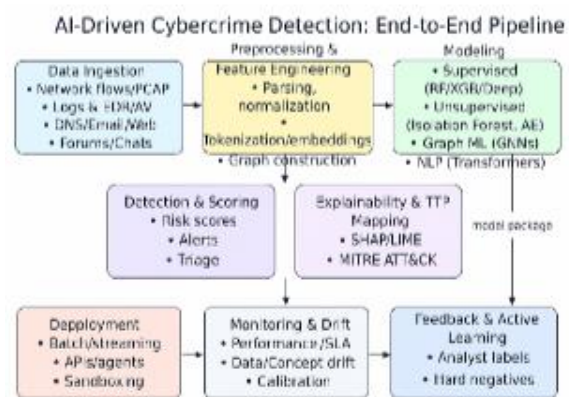 AI-Driven Cybercrime Detection: End-to-End Pipeline
Data Ingestion
• Network flows/PCAP
• Logs & EDR/AV
• DNS/Email/Web
• Forums/Chats
Preprocessing &
Feature Engineering
• Parsing,
normalization
•
Tokenization/embeddings
• Graph construction
Modeling
• Supervised
(RF/XGB/Deep)
• Unsupervised
(Isolation Forest, AE)
• Graph ML (GNNs)
• NLP (Transformers)
Detection & Scoring
• Risk scores
• Alerts
• Triage
Explainability & TTP
Mapping
• SHAP/LIME
• MITRE ATT&CK
model package
Deployment
• Batch/streaming
• APIs/agents
• Sandboxing
Monitoring & Drift
• Performance/SLA
• Data/Concept drift
• Calibration
Feedback & Active
Learning
• Analyst labels
• Hard negatives